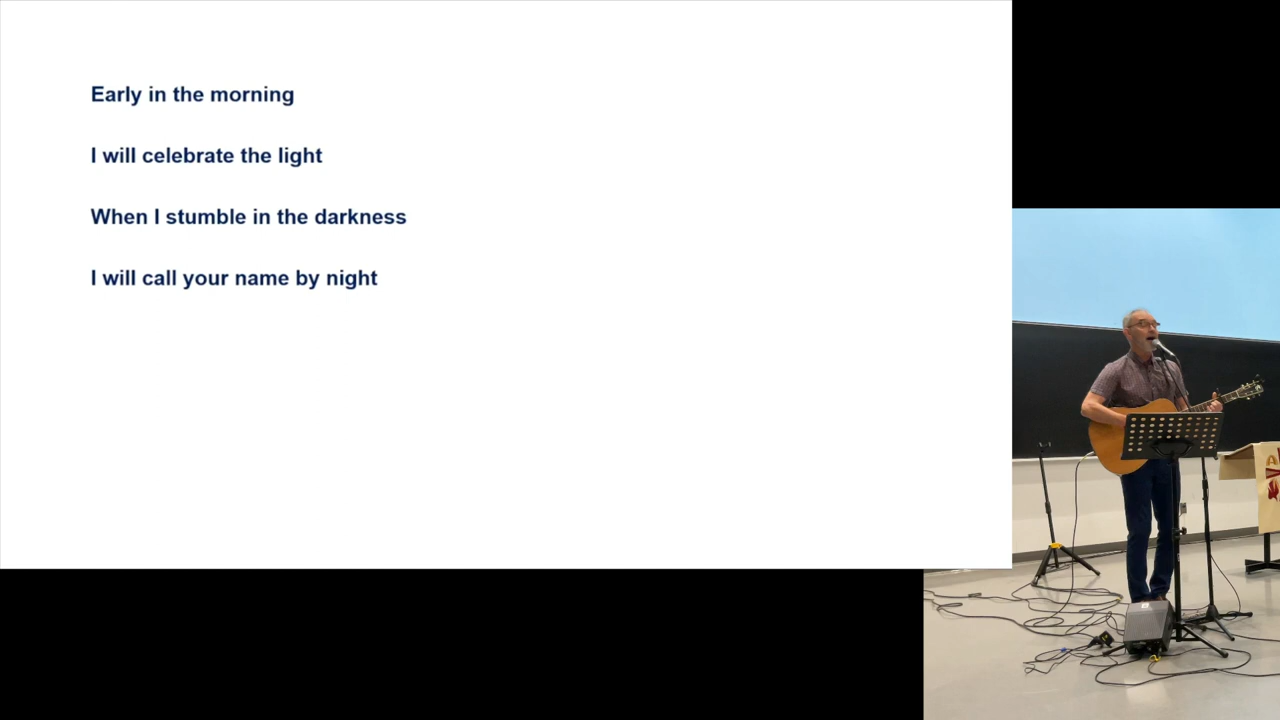 Early in the morning
I will celebrate the light
When I stumble in the darkness
I will call your name by night